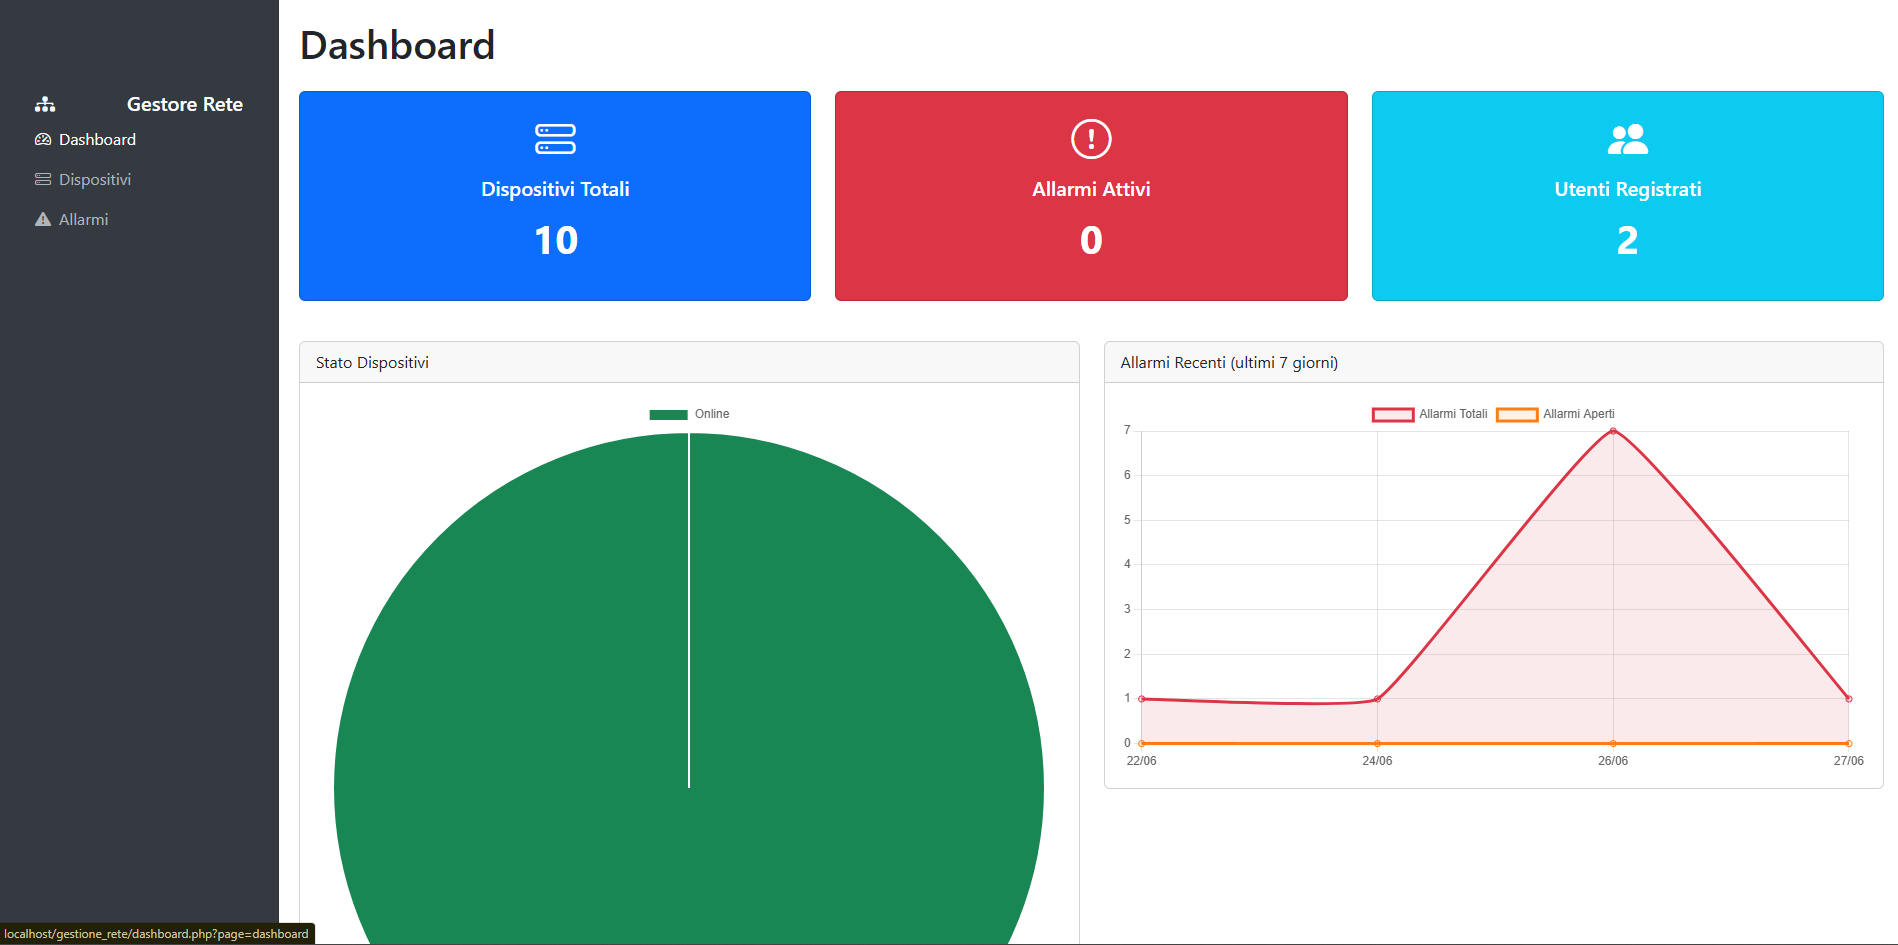 Gestore Rete
Dashboard
Dispositivi
Allarmi
Dashboard
Dispositivi Totali
10
Allarmi Attivi
0
Utenti Registrati
2
Stato Dispositivi
Online
Allarmi Recenti (ultimi 7 giorni)
Allarmi Totali Allarmi Aperti
7
6
5
4
3
2
1
0
22/06 24/06 26/06 27/06
localhost/gestione_rete/dashboard.php?page=dashboard